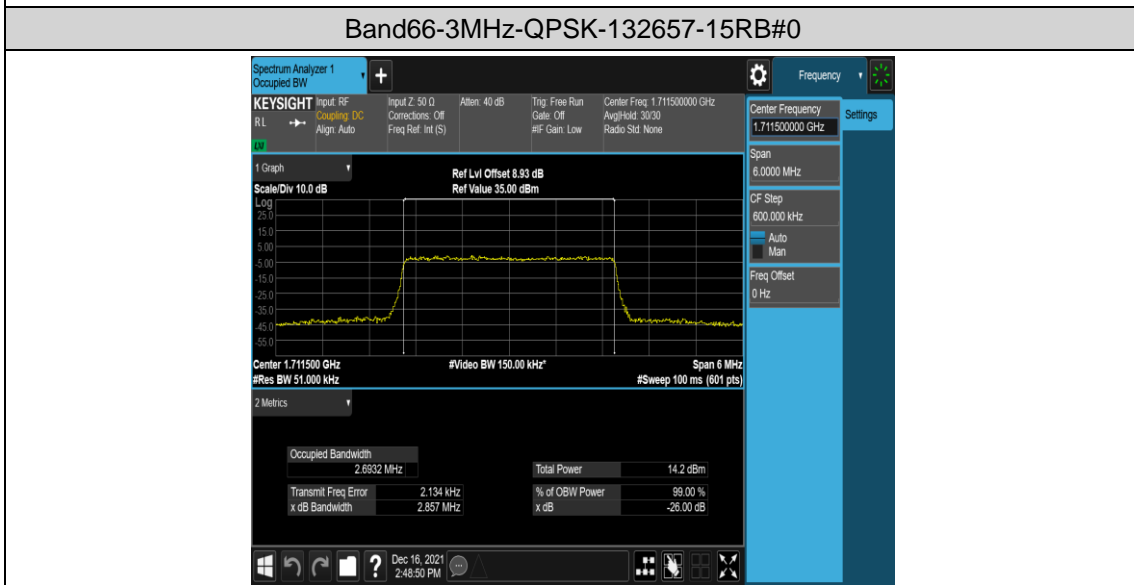 Band66-3MHz-QPSK-132657-15RB#0
Spectrum Analyzer 1
Occupied BW
+
Frequency
KEYSIGHT
RL
LNI
Input: RF
Coupling: DC
Align: Auto
Input Z: 50 Ω
Corrections: Off
Freq Ref: Int (S)
Atten: 40 dB
Trig: Free Run
Gate: Off
#IF Gain: Low
Center Freq: 1.711500000 GHz
Avg|Hold: 30/30
Radio Std: None
Center Frequency
1.711500000 GHz
Settings
Span
6.0000 MHz
CF Step
600.000 kHz
Auto
Man
Freq Offset
0 Hz
1 Graph
Scale/Div 10.0 dB
Ref Lvl Offset 8.93 dB
Ref Value 35.00 dBm
Log
25.0
15.0
5.00
-5.00
-15.0
-25.0
-35.0
-45.0
-55.0
Center 1.711500 GHz
#Video BW 150.00 kHz*
Span 6 MHz
#Res BW 51.000 kHz
#Sweep 100 ms (601 pts)
2 Metrics
Occupied Bandwidth
2.6932 MHz
Total Power 14.2 dBm
Transmit Freq Error 2.134 kHz
% of OBW Power 99.00 %
x dB Bandwidth 2.857 MHz
x dB -26.00 dB
?
Dec 16, 2021
2:48:50 PM